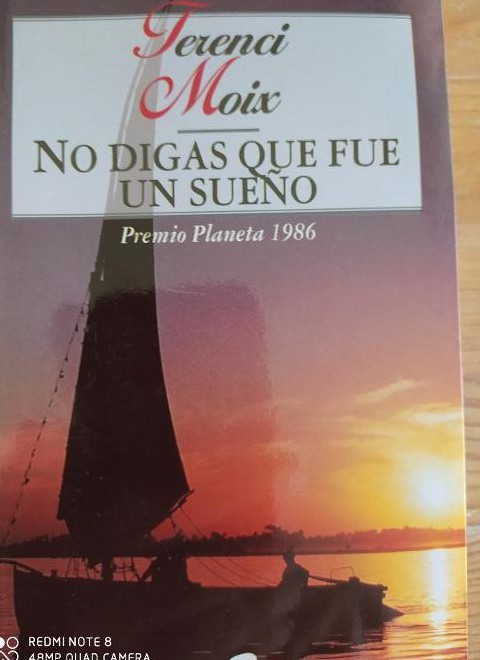 Terenci
Moix
NO DIGAS QUE FUE
UN SUEÑO
Premio Planeta 1986
REDMI NOTE 8
48MP QUAD CAMERA